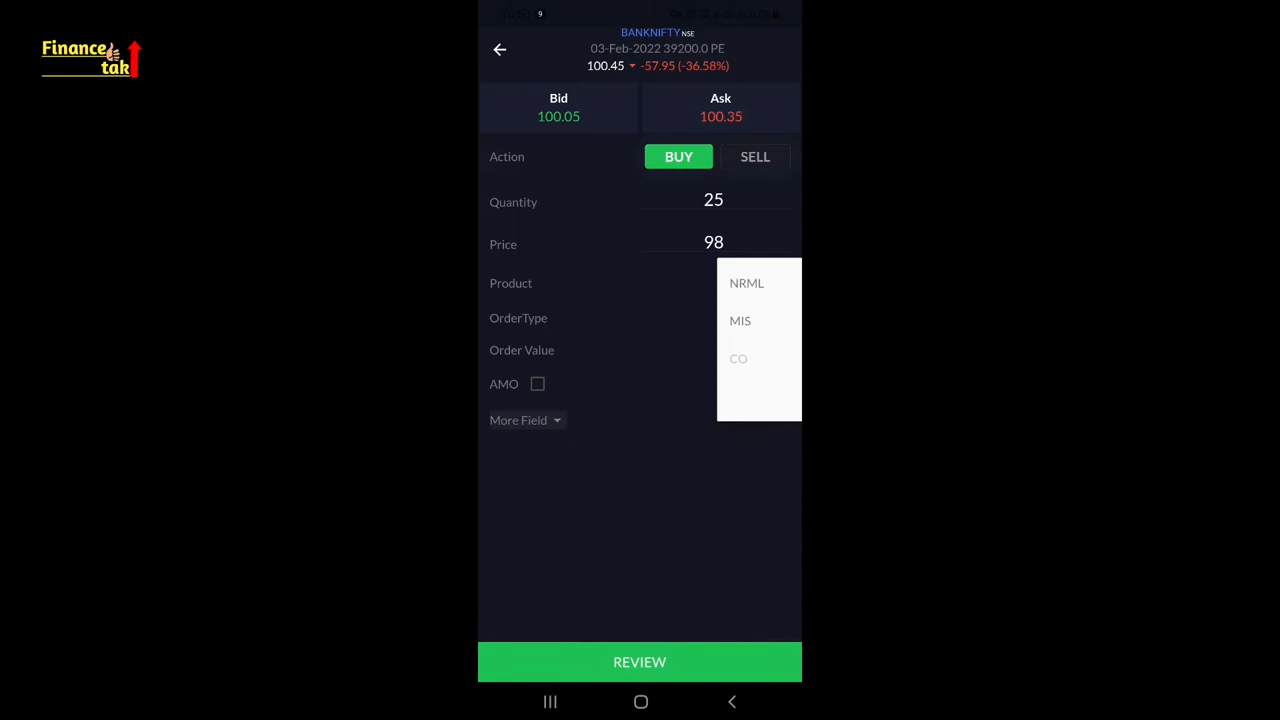 Finance
tak
9
BANKNIFTY NSE
03-Feb-2022 39200.0 PE
100.45 -57.95 (-36.58%)
Bid
100.05
Ask
100.35
Action
BUY
SELL
Quantity
25
Price
98
Product
NRML
OrderType
MIS
Order Value
CO
AMO
More Field
REVIEW